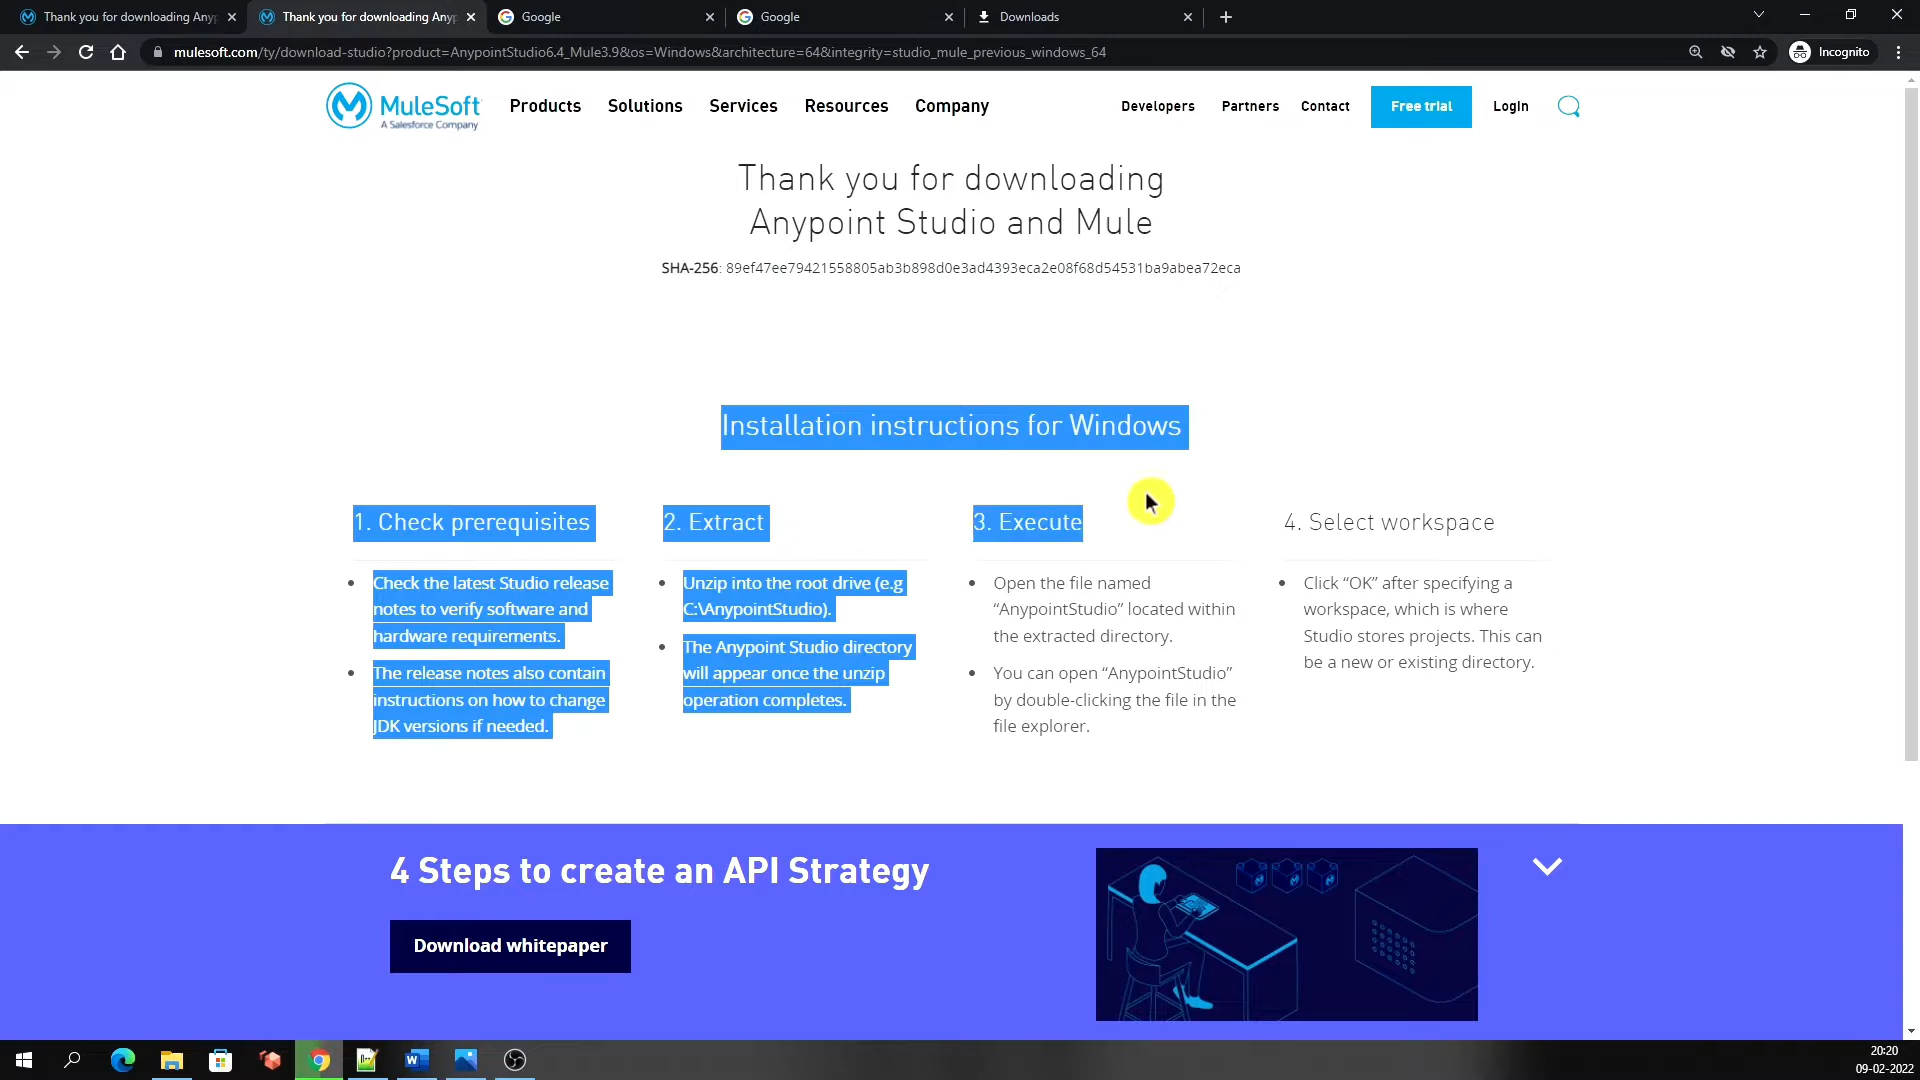 Thank you for downloading Anyp
Thank you for downloading Anyp
Google
Google
Downloads
mulesoft.com/ty/download-studio?product=AnypointStudio6.4_Mule3.9&os=Windows&architecture=64&integrity=studio_mule_previous_windows_64
Incognito
MuleSoft
A Salesforce Company
Products
Solutions
Services
Resources
Company
Developers
Partners
Contact
Free trial
Login
Thank you for downloading
Anypoint Studio and Mule
SHA-256: 89ef47ee79421558805ab3b898d0e3ad4393eca2e08f68d54531ba9abea72eca
Installation instructions for Windows
1. Check prerequisites
Check the latest Studio release
notes to verify software and
hardware requirements.
The release notes also contain
instructions on how to change
JDK versions if needed.
2. Extract
Unzip into the root drive (e.g
C:\AnypointStudio).
The Anypoint Studio directory
will appear once the unzip
operation completes.
3. Execute
Open the file named
“AnypointStudio” located within
the extracted directory.
You can open “AnypointStudio”
by double-clicking the file in the
file explorer.
4. Select workspace
Click “OK” after specifying a
workspace, which is where
Studio stores projects. This can
be a new or existing directory.
4 Steps to create an API Strategy
Download whitepaper
20:20
09-02-2022